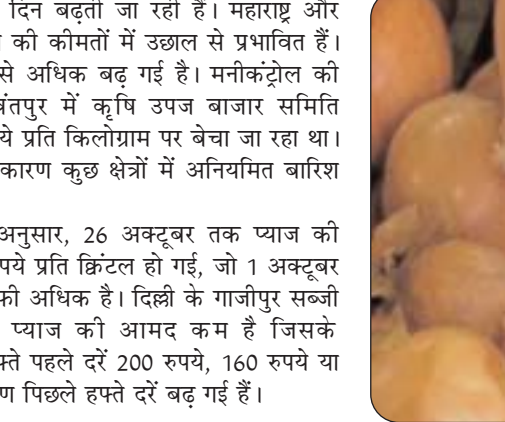 दिन बढ़ती जा रही हैं। महाराष्ट्र और
की कीमतों में उछाल से प्रभावित हैं।
से अधिक बढ़ गई है। मनीकंट्रोल की
में कृषि उपज बाजार समिति
प्रति किलोग्राम पर बेचा जा रहा था।
कारण कुछ क्षेत्रों में अनियमित बारिश
अनुसार, 26 अक्टूबर तक प्याज की
प्रति क्विंटल हो गई, जो 1 अक्टूबर
अधिक है। दिल्ली के गाजीपुर सब्जी
प्याज की आमद कम है जिसके
पहले दरें 200 रुपये, 160 रुपये या
पिछले हफ्ते दरें बढ़ गई हैं।